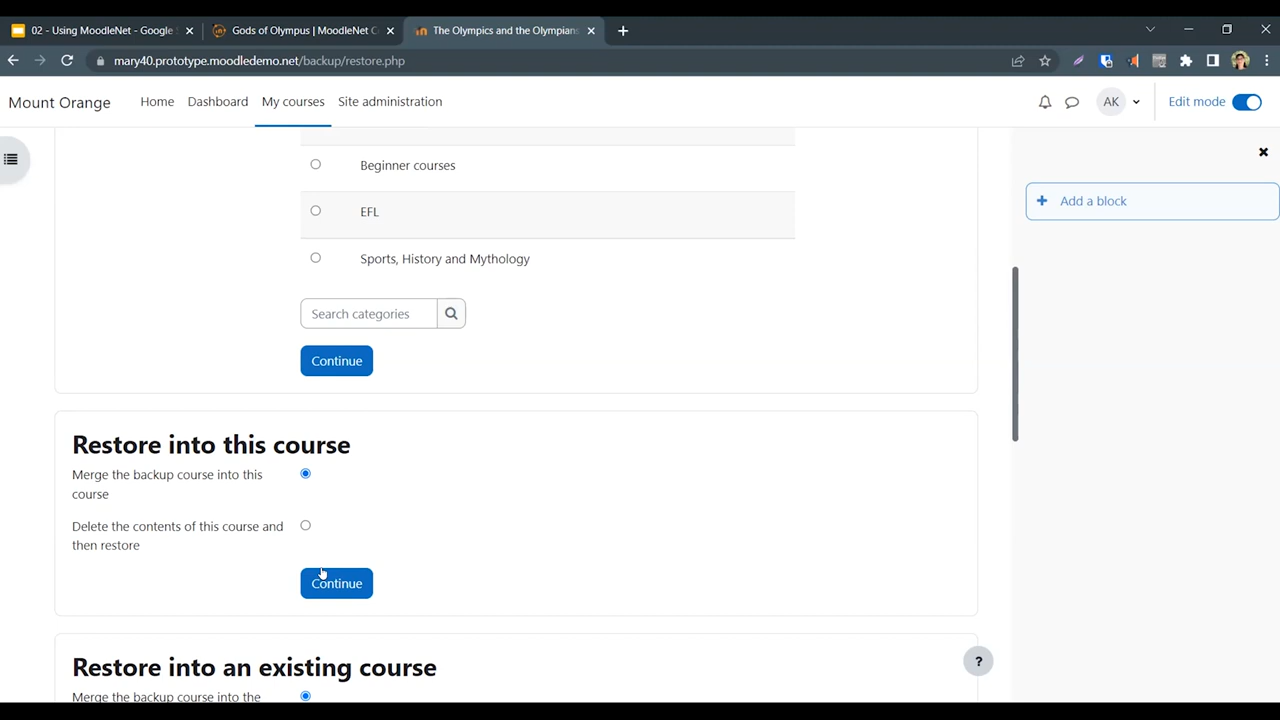 02 - Using MoodleNet - Google
Gods of Olympus | MoodleNet C
The Olympics and the Olympians
mary40.prototype.moodledemo.net/backup/restore.php
Mount Orange
Home
Dashboard
My courses
Site administration
AK
Edit mode
Beginner courses
Add a block
EFL
Sports, History and Mythology
Search categories
Continue
Restore into this course
Merge the backup course into this
course
Delete the contents of this course and
then restore
Continue
?
Restore into an existing course
Merge the backup course into the